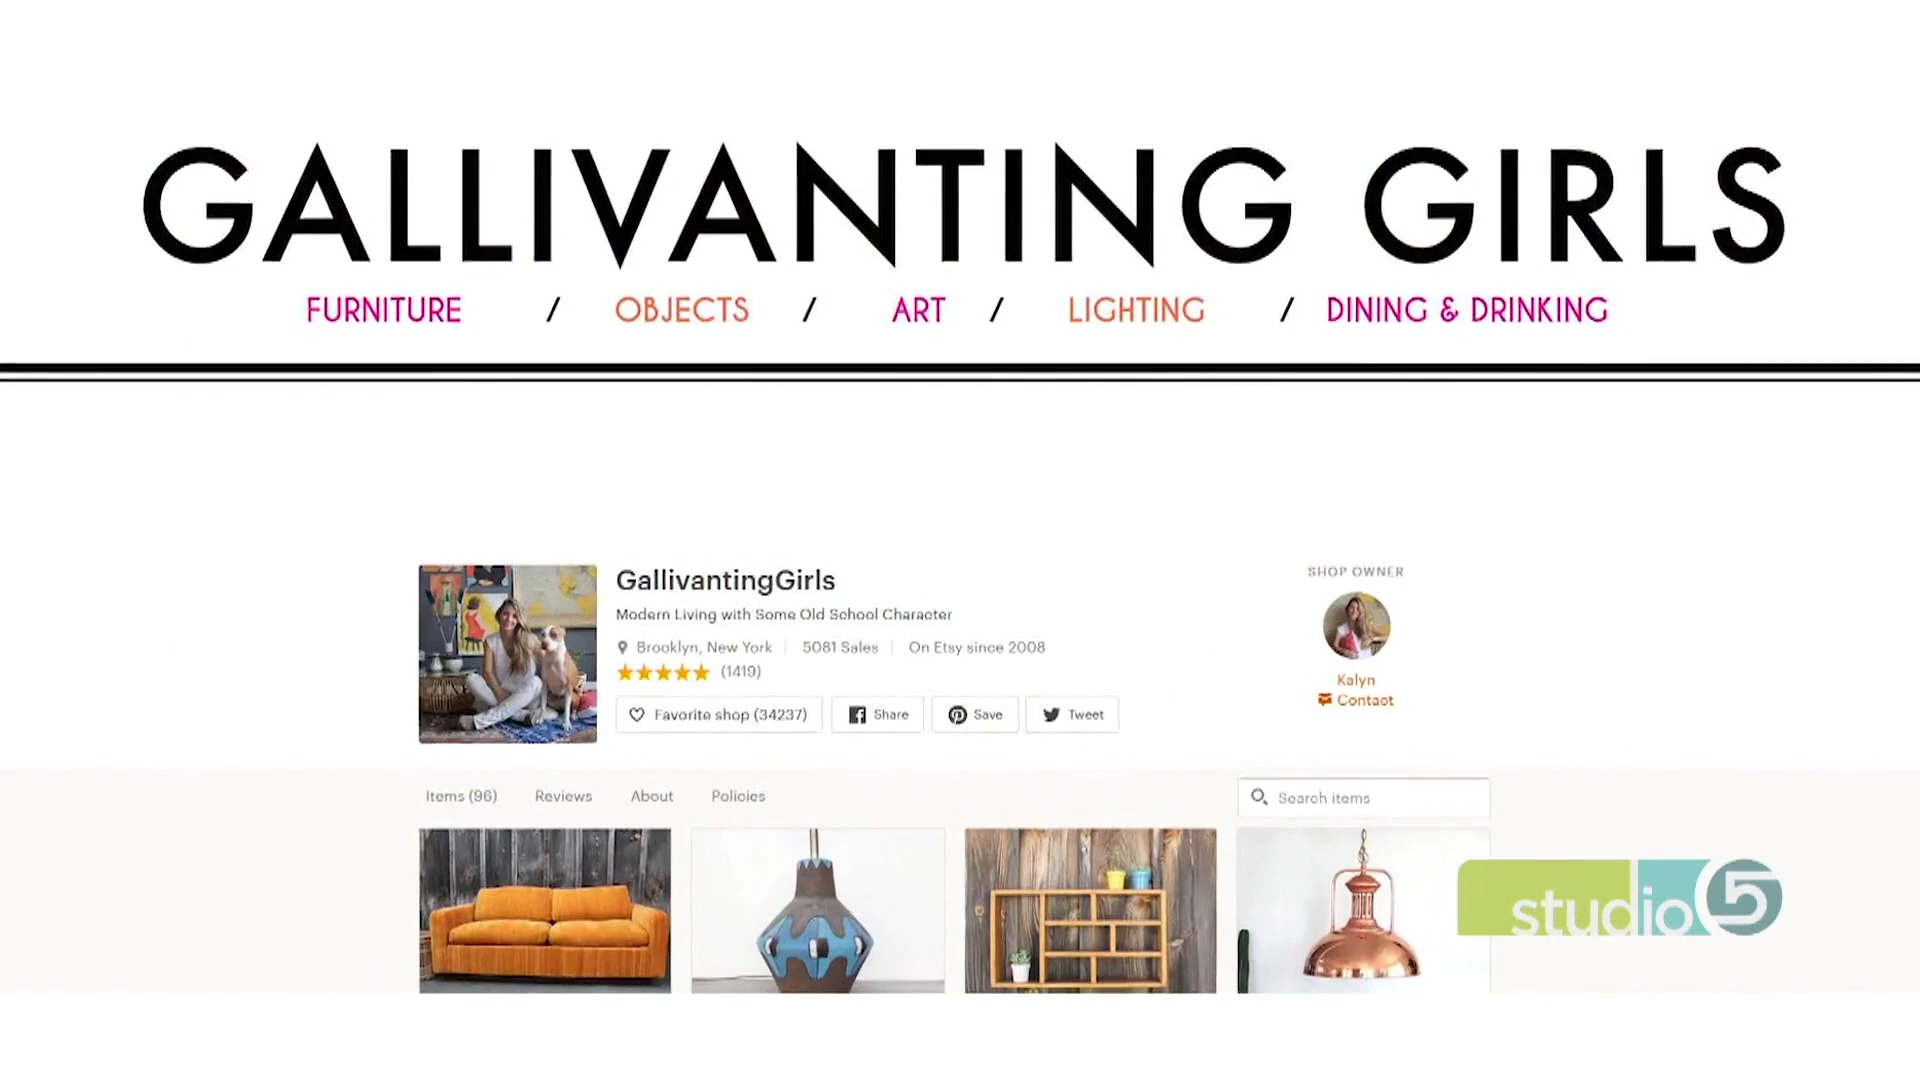 GALLIVANTING GIRLS
FURNITURE / OBJECTS / ART / LIGHTING / DINING & DRINKING
GallivantingGirls
Modern Living with Some Old School Character
Brooklyn, New York 5081 Sales On Etsy since 2008
(1419)
Favorite shop (34237) Share Save Tweet
SHOP OWNER
Kalyn
Contact
Items (96) Reviews About Policies Search items
studio 5